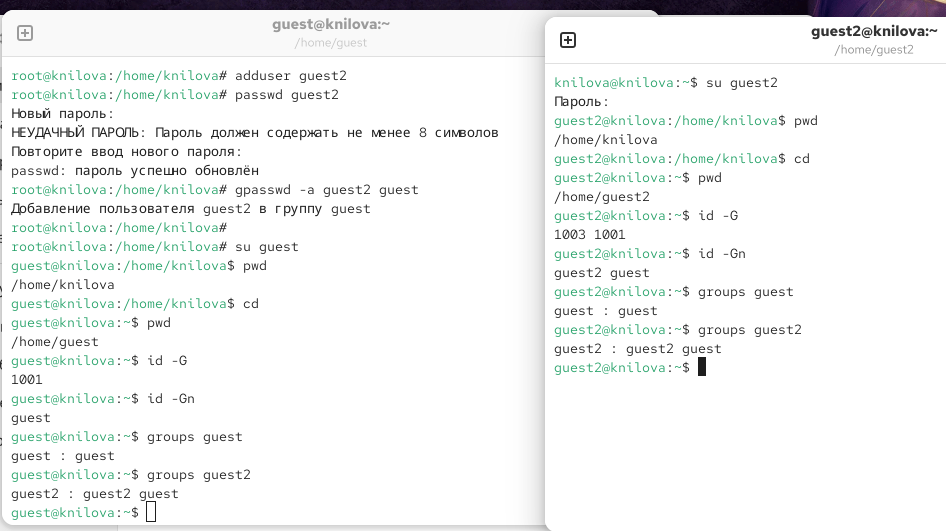 guest@knilova:~
/home/guest
root@knilova:/home/knilova# adduser guest2
root@knilova:/home/knilova# passwd guest2
Новый пароль:
НЕУДАЧНЫЙ ПАРОЛЬ: Пароль должен содержать не менее 8 символов
Повторите ввод нового пароля:
passwd: пароль успешно обновлён
root@knilova:/home/knilova# gpasswd -a guest2 guest
Добавление пользователя guest2 в группу guest
root@knilova:/home/knilova#
root@knilova:/home/knilova# su guest
guest@knilova:/home/knilova$ pwd
/home/knilova
guest@knilova:/home/knilova$ cd
guest@knilova:~$ pwd
/home/guest
guest@knilova:~$ id -G
1001
guest@knilova:~$ id -Gn
guest
guest@knilova:~$ groups guest
guest : guest
guest@knilova:~$ groups guest2
guest2 : guest2 guest
guest@knilova:~$
guest2@knilova:~
/home/guest2
knilova@knilova:~$ su guest2
Пароль:
guest2@knilova:/home/knilova$ pwd
/home/knilova
guest2@knilova:/home/knilova$ cd
guest2@knilova:~$ pwd
/home/guest2
guest2@knilova:~$ id -G
1003 1001
guest2@knilova:~$ id -Gn
guest2 guest
guest2@knilova:~$ groups guest
guest : guest
guest2@knilova:~$ groups guest2
guest2 : guest2 guest
guest2@knilova:~$